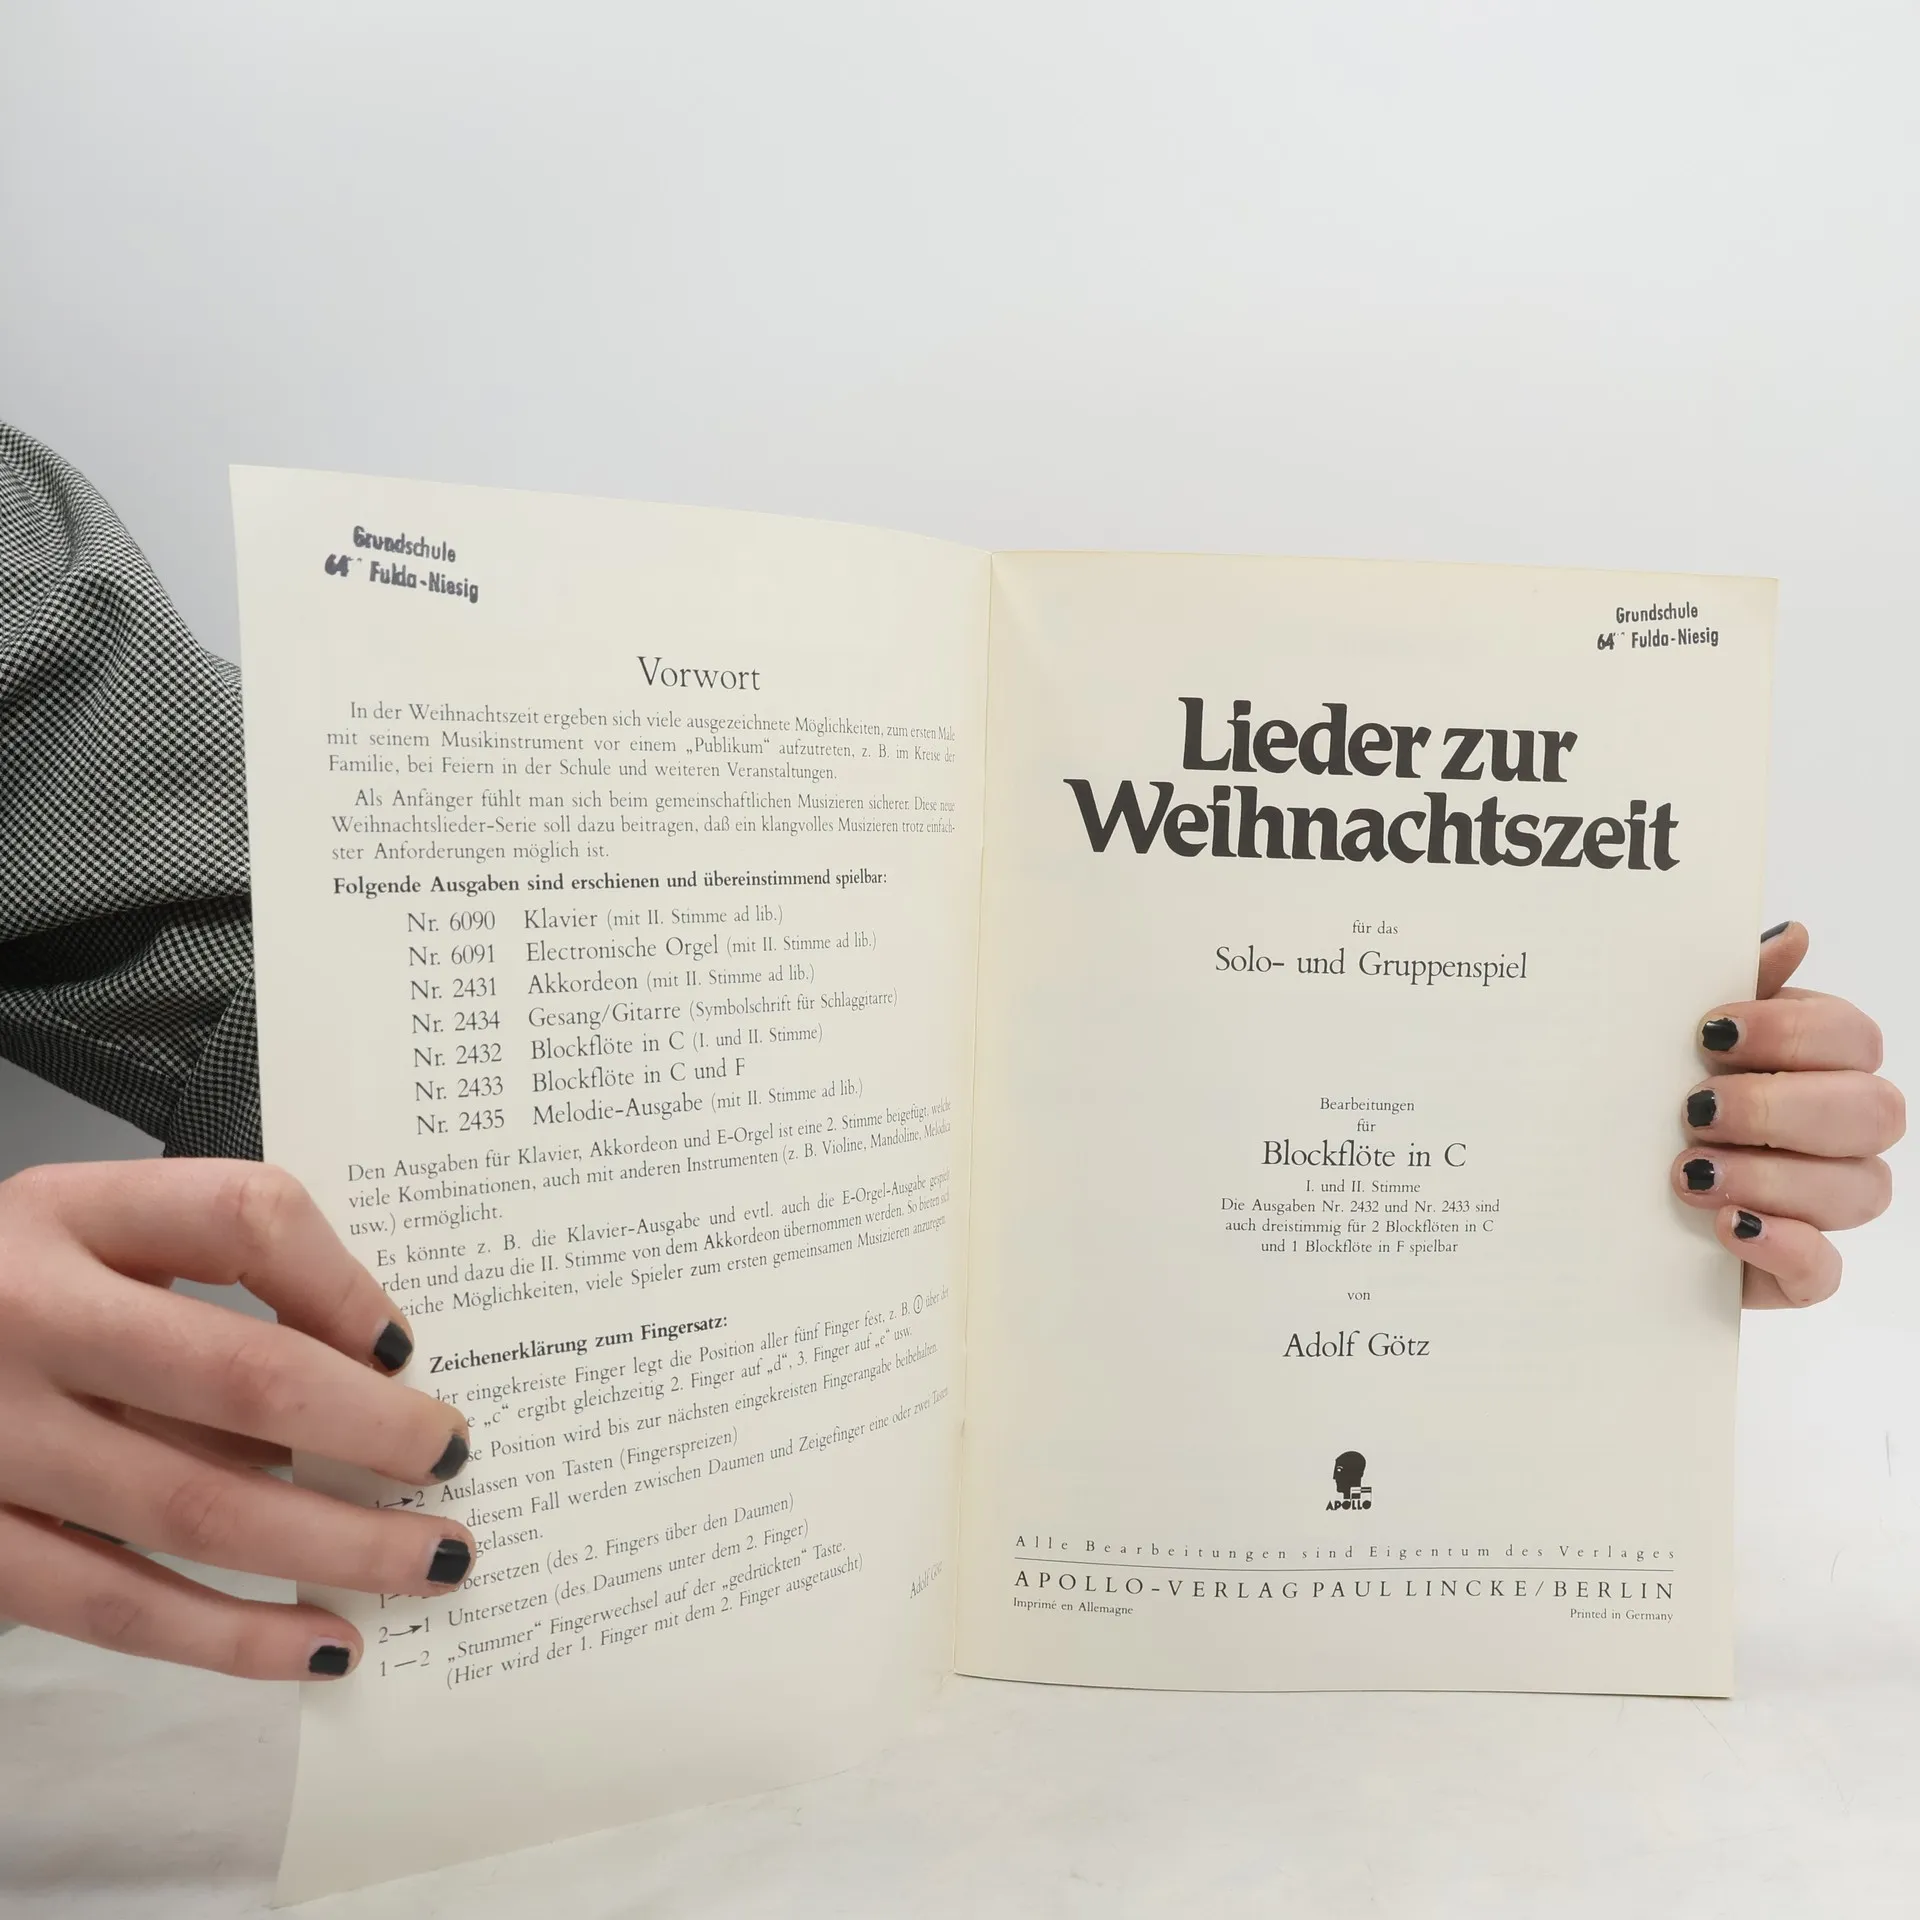 Grundschule
64 Fulda-Niesig
Vorwort
In der Weihnachtszeit ergeben sich viele ausgezeichnete Möglichkeiten, zum ersten Male
mit seinem Musikinstrument vor einem „Publikum“ aufzutreten, z. B. im Kreise der
Familie, bei Feiern in der Schule und weiteren Veranstaltungen.
Als Anfänger fühlt man sich beim gemeinschaftlichen Musizieren sicherer. Diese neue
Weihnachtslieder-Serie soll dazu beitragen, daß ein klangvolles Musizieren trotz einfach-
ster Anforderungen möglich ist.
Folgende Ausgaben sind erschienen und übereinstimmend spielbar:
Nr. 6090 Klavier (mit II. Stimme ad lib.)
Nr. 6091 Electronische Orgel (mit II. Stimme ad lib.)
Nr. 2431 Akkordeon (mit II. Stimme ad lib.)
Nr. 2434 Gesang/Gitarre (Symbolschrift für Schlaggitarre)
Nr. 2432 Blockflöte in C (I. und II. Stimme)
Nr. 2433 Blockflöte in C und F
Nr. 2435 Melodie-Ausgabe (mit II. Stimme ad lib.)
Den Ausgaben für Klavier, Akkordeon und E-Orgel ist eine 2. Stimme beigefügt, welche
viele Kombinationen, auch mit anderen Instrumenten (z. B. Violine, Mandoline, Melodica
usw.) ermöglicht.
Es könnte z. B. die Klavier-Ausgabe und evtl. auch die E-Orgel-Ausgabe gespielt
rden und dazu die II. Stimme von dem Akkordeon übernommen werden. So bieten sich
eiche Möglichkeiten, viele Spieler zum ersten gemeinsamen Musizieren anzuregen.
Zeichenerklärung zum Fingersatz:
der eingekreiste Finger legt die Position aller fünf Finger fest, z. B. ① über der
e „c“ ergibt gleichzeitig 2. Finger auf „d“, 3. Finger auf „e“ usw.
se Position wird bis zur nächsten eingekreisten Fingerangabe beibehalten.
1→2 Auslassen von Tasten (Fingerspreizen)
diesem Fall werden zwischen Daumen und Zeigefinger eine oder zwei Tasten
gelassen.
bersetzen (des 2. Fingers über den Daumen)
2→1 Untersetzen (des Daumens unter dem 2. Finger)
1—2 „Stummer“ Fingerwechsel auf der „gedrückten“ Taste.
(Hier wird der 1. Finger mit dem 2. Finger ausgetauscht)
Adolf Götz
Grundschule
64 Fulda-Niesig
Lieder zur
Weihnachtszeit
für das
Solo- und Gruppenspiel
Bearbeitungen
für
Blockflöte in C
I. und II. Stimme
Die Ausgaben Nr. 2432 und Nr. 2433 sind
auch dreistimmig für 2 Blockflöten in C
und 1 Blockflöte in F spielbar
von
Adolf Götz
APOLLO
Alle Bearbeitungen sind Eigentum des Verlages
APOLLO-VERLAG PAUL LINCKE/BERLIN
Imprimé en Allemagne
Printed in Germany